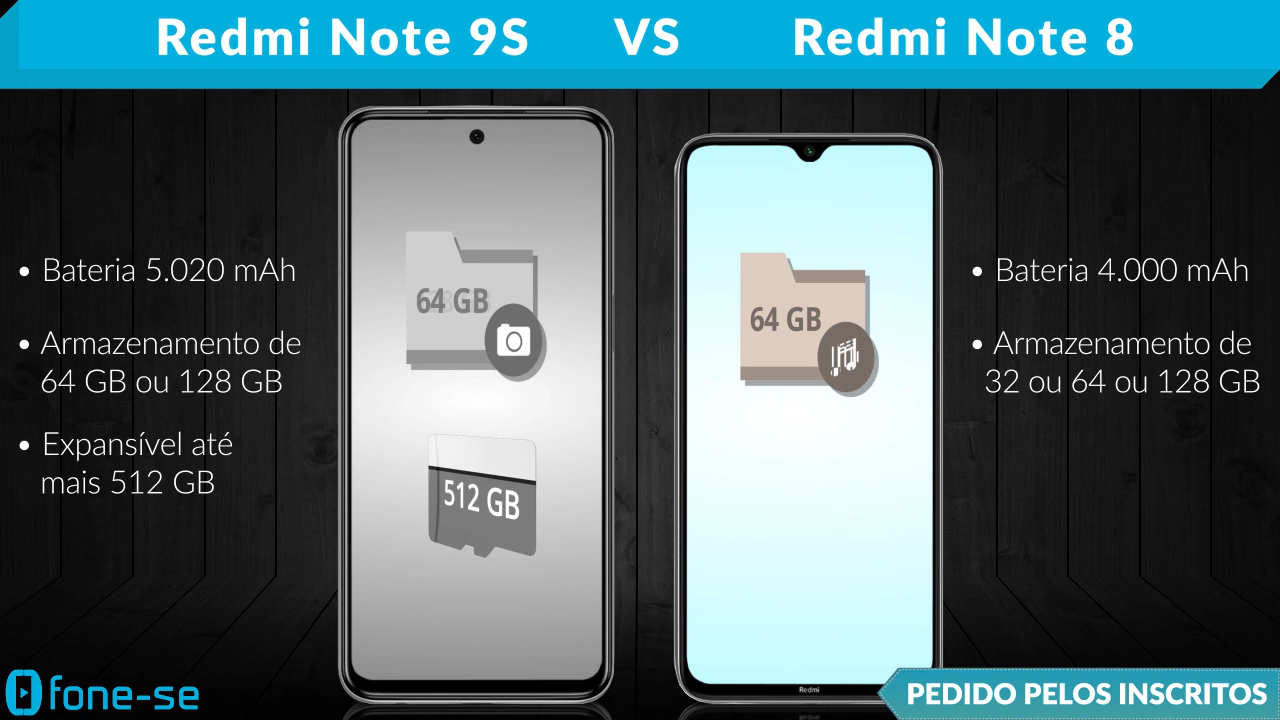 Redmi Note 9S VS Redmi Note 8
• Bateria 5.020 mAh
• Armazenamento de
64 GB ou 128 GB
• Expansível até
mais 512 GB
64 GB
512 GB
64 GB
Redmi
• Bateria 4.000 mAh
• Armazenamento de
32 ou 64 ou 128 GB
fone-se
PEDIDO PELOS INSCRITOS